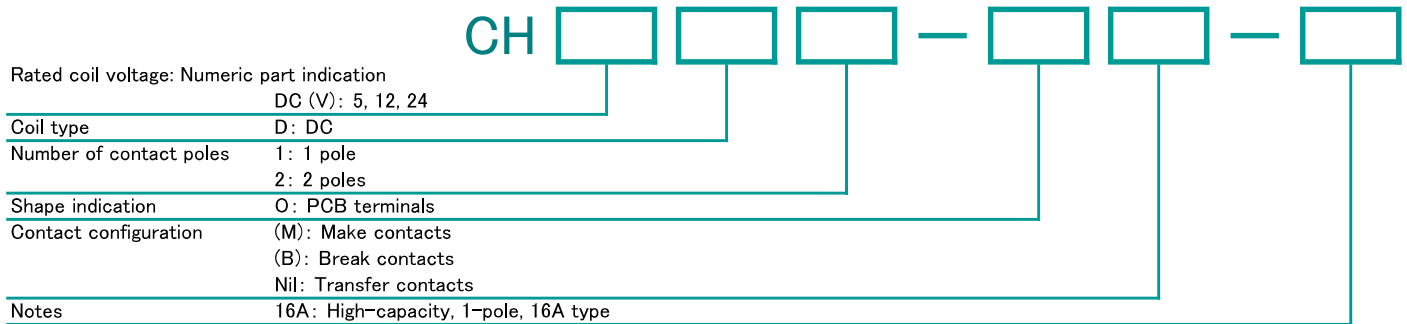 CH — —
Rated coil voltage: Numeric part indication
DC (V): 5, 12, 24
Coil type D: DC
Number of contact poles 1: 1 pole
2: 2 poles
Shape indication O: PCB terminals
Contact configuration (M): Make contacts
(B): Break contacts
Nil: Transfer contacts
Notes 16A: High-capacity, 1-pole, 16A type